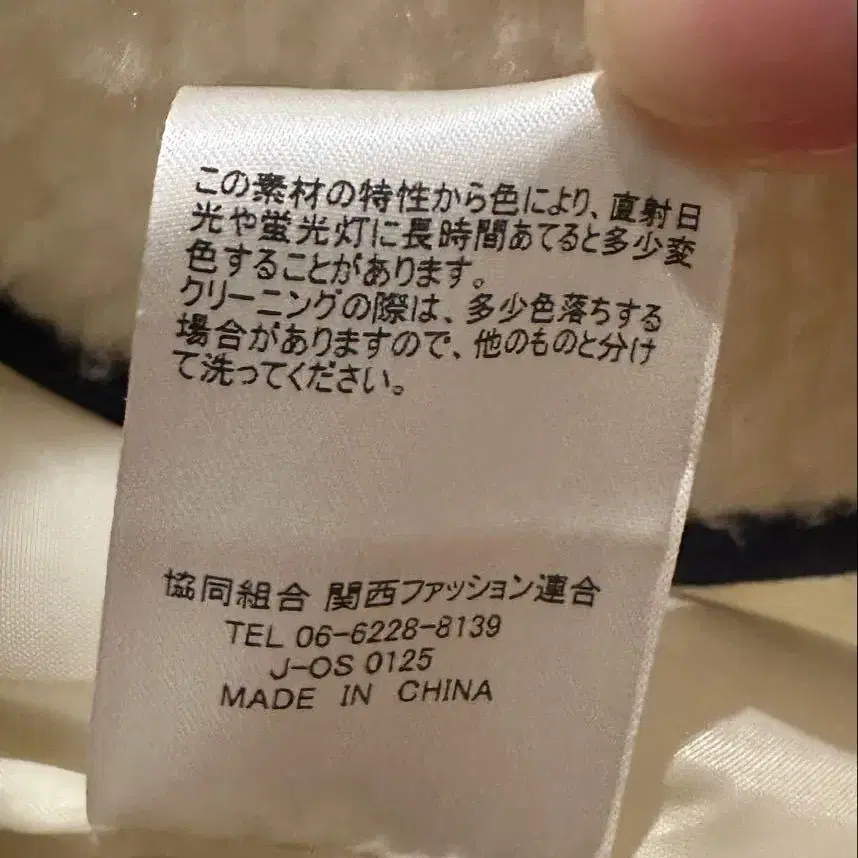 この素材の特性から色により、直射日
光や蛍光灯に長時間あてると多少変
色することがあります。
クリーニングの際は、多少色落ちする
場合がありますので、他のものと分け
て洗ってください。
協同組合 関西ファッション連合
TEL 06-6228-8139
J-OS 0125
MADE IN CHINA